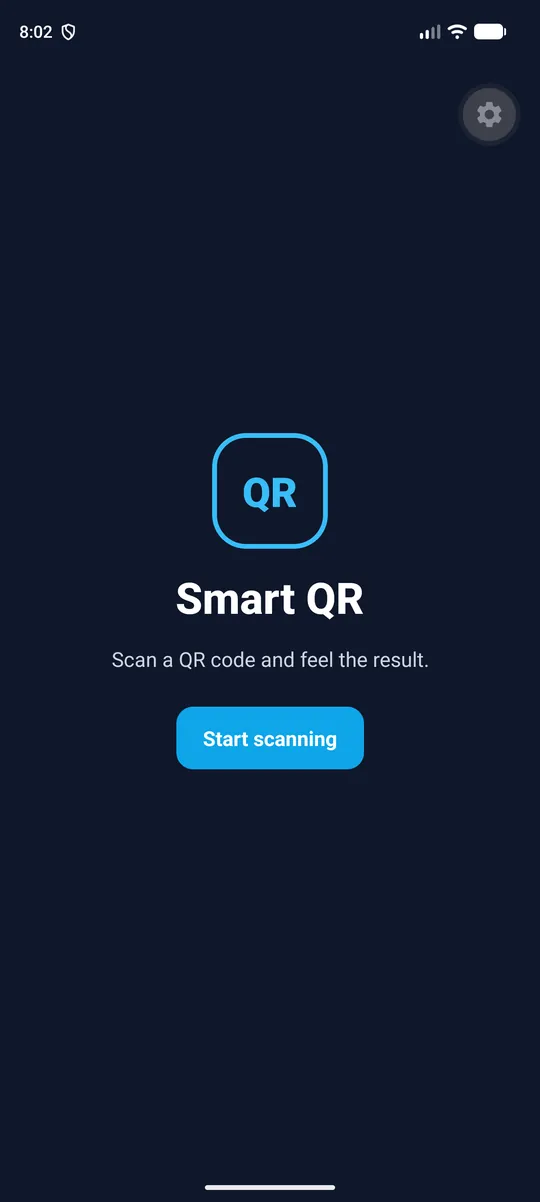 8:02
QR
Smart QR
Scan a QR code and feel the result.
Start scanning